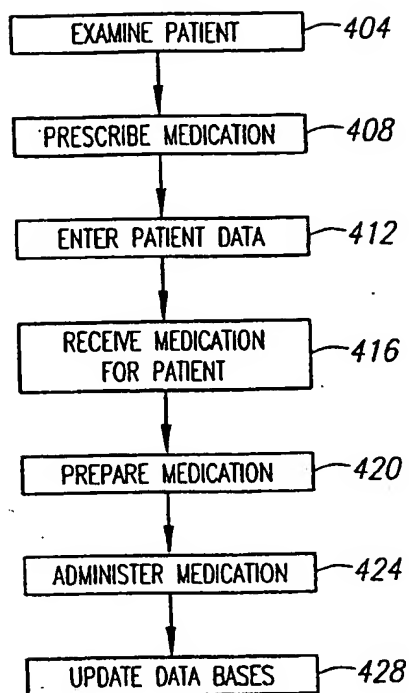 EXAMINE PATIENT 404
PRESCRIBE MEDICATION 408
ENTER PATIENT DATA 412
RECEIVE MEDICATION
FOR PATIENT 416
PREPARE MEDICATION 420
ADMINISTER MEDICATION 424
UPDATE DATA BASES 428